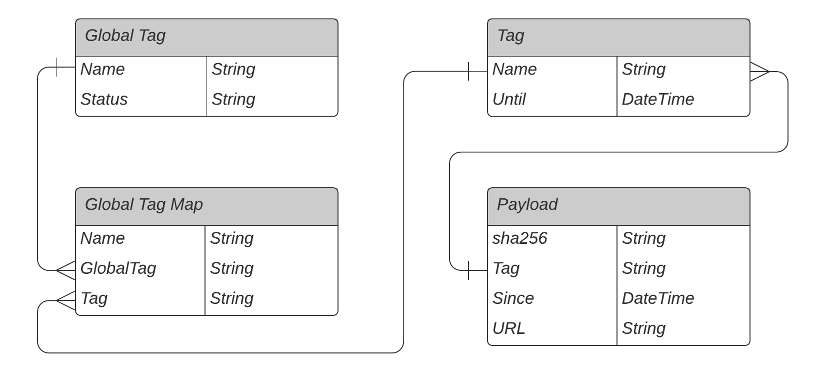 Global Tag
Name String
Status String
Tag
Name String
Until DateTime
Global Tag Map
Name String
GlobalTag String
Tag String
Payload
sha256 String
Tag String
Since DateTime
URL String